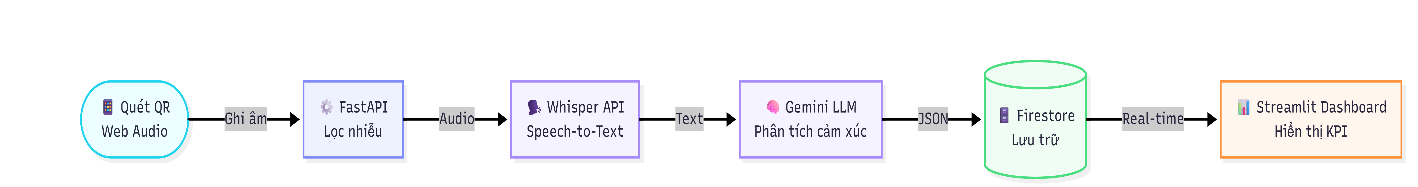 Quét QR
Web Audio
Ghi âm
FastAPI
Lọc nhiễu
Audio
Whisper API
Speech-to-Text
Text
Gemini LLM
Phân tích cảm xúc
JSON
Firestore
Lưu trữ
Real-time
Streamlit Dashboard
Hiển thị KPI